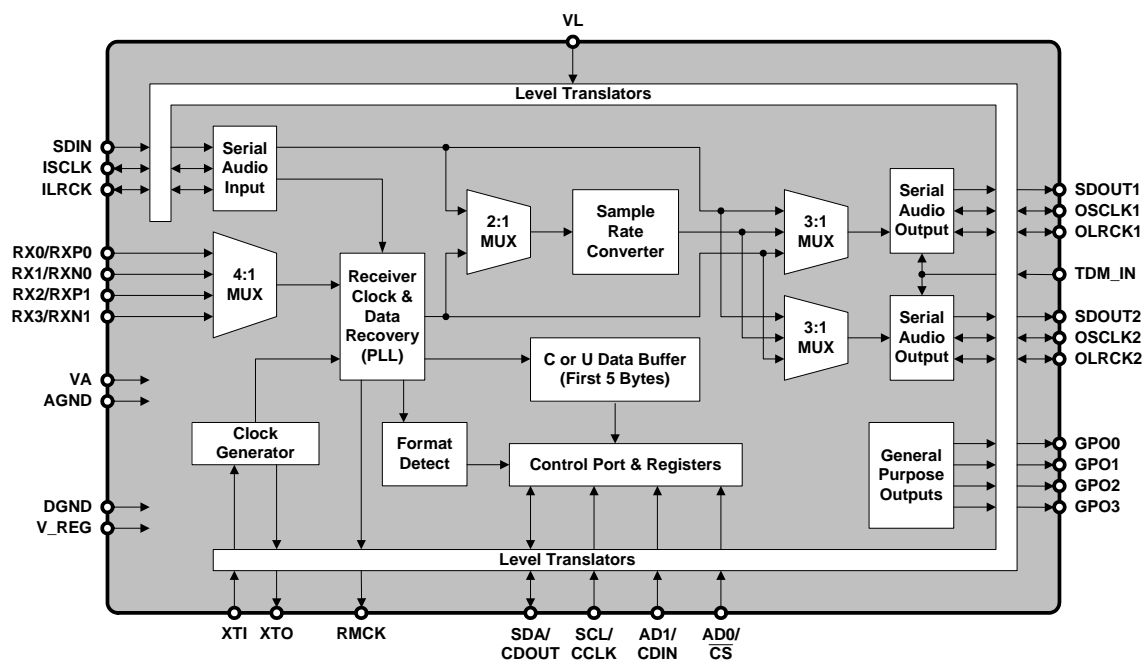 VL
Level Translators
SDIN
ISCLK
ILRCK
Serial
Audio
Input
2:1
MUX
Sample
Rate
Converter
3:1
MUX
Serial
Audio
Output
SDOUT1
OSCLK1
OLRCK1
RX0/RXP0
RX1/RXN0
RX2/RXP1
RX3/RXN1
4:1
MUX
Receiver
Clock &
Data
Recovery
(PLL)
TDM_IN
3:1
MUX
Serial
Audio
Output
SDOUT2
OSCLK2
OLRCK2
C or U Data Buffer
(First 5 Bytes)
VA
AGND
Clock
Generator
Format
Detect
Control Port & Registers
General
Purpose
Outputs
GPO0
GPO1
GPO2
GPO3
DGND
V_REG
Level Translators
XTI
XTO
RMCK
SDA/
CDOUT
SCL/
CCLK
AD1/
CDIN
AD0/
CS